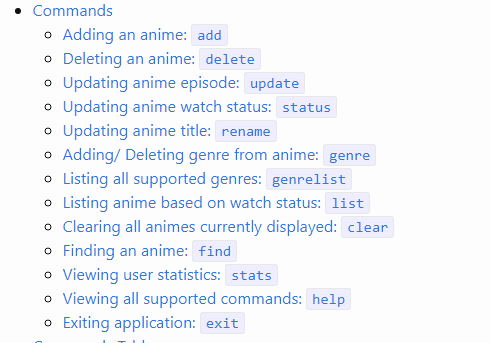 Commands
Adding an anime: add
Deleting an anime: delete
Updating anime episode: update
Updating anime watch status: status
Updating anime title: rename
Adding/ Deleting genre from anime: genre
Listing all supported genres: genrelist
Listing anime based on watch status: list
Clearing all animes currently displayed: clear
Finding an anime: find
Viewing user statistics: stats
Viewing all supported commands: help
Exiting application: exit